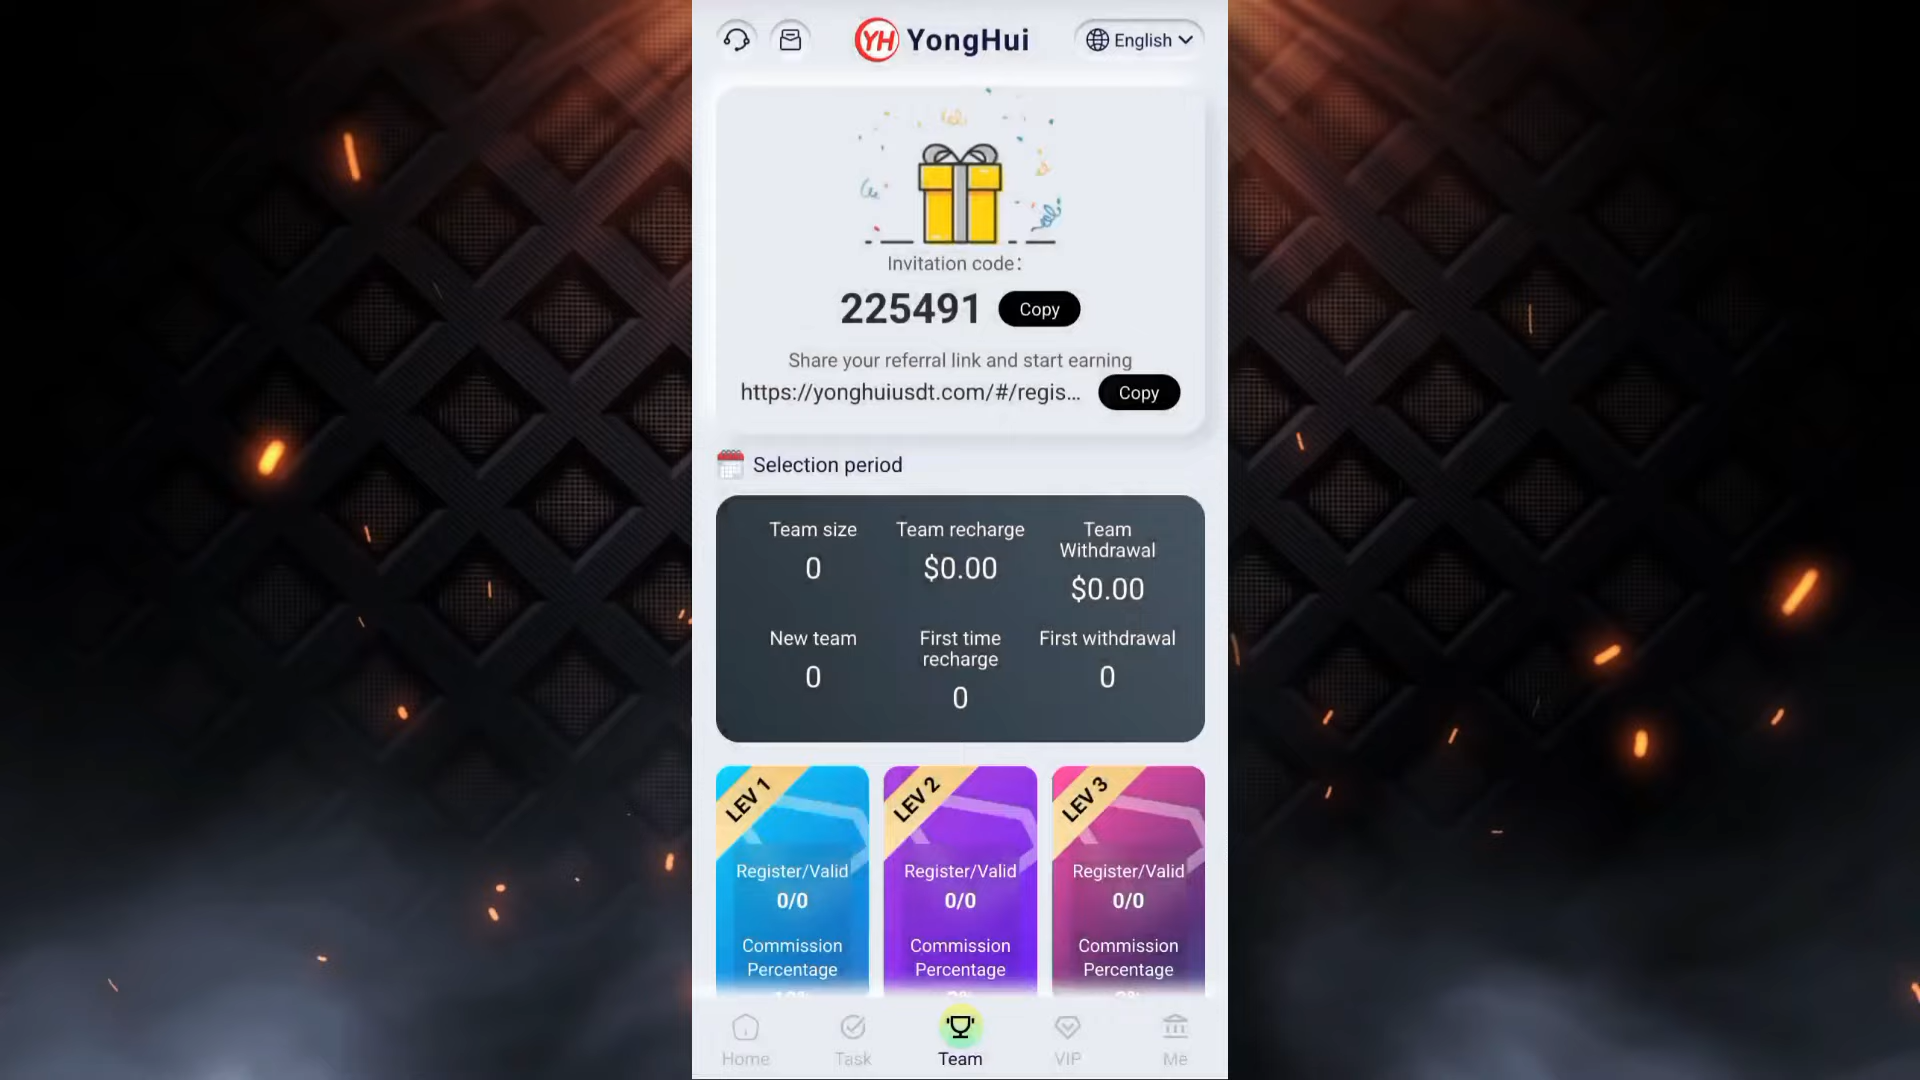 YH YongHui
English
Invitation code：
225491 Copy
Share your referral link and start earning
https://yonghuiusdt.com/#/regis... Copy
Selection period
Team size Team recharge Team Withdrawal
0 $0.00 $0.00
New team First time recharge First withdrawal
0 0 0
LEV 1 LEV 2 LEV 3
Register/Valid Register/Valid Register/Valid
0/0 0/0 0/0
Commission Commission Commission
Percentage Percentage Percentage
Home Task Team VIP Me